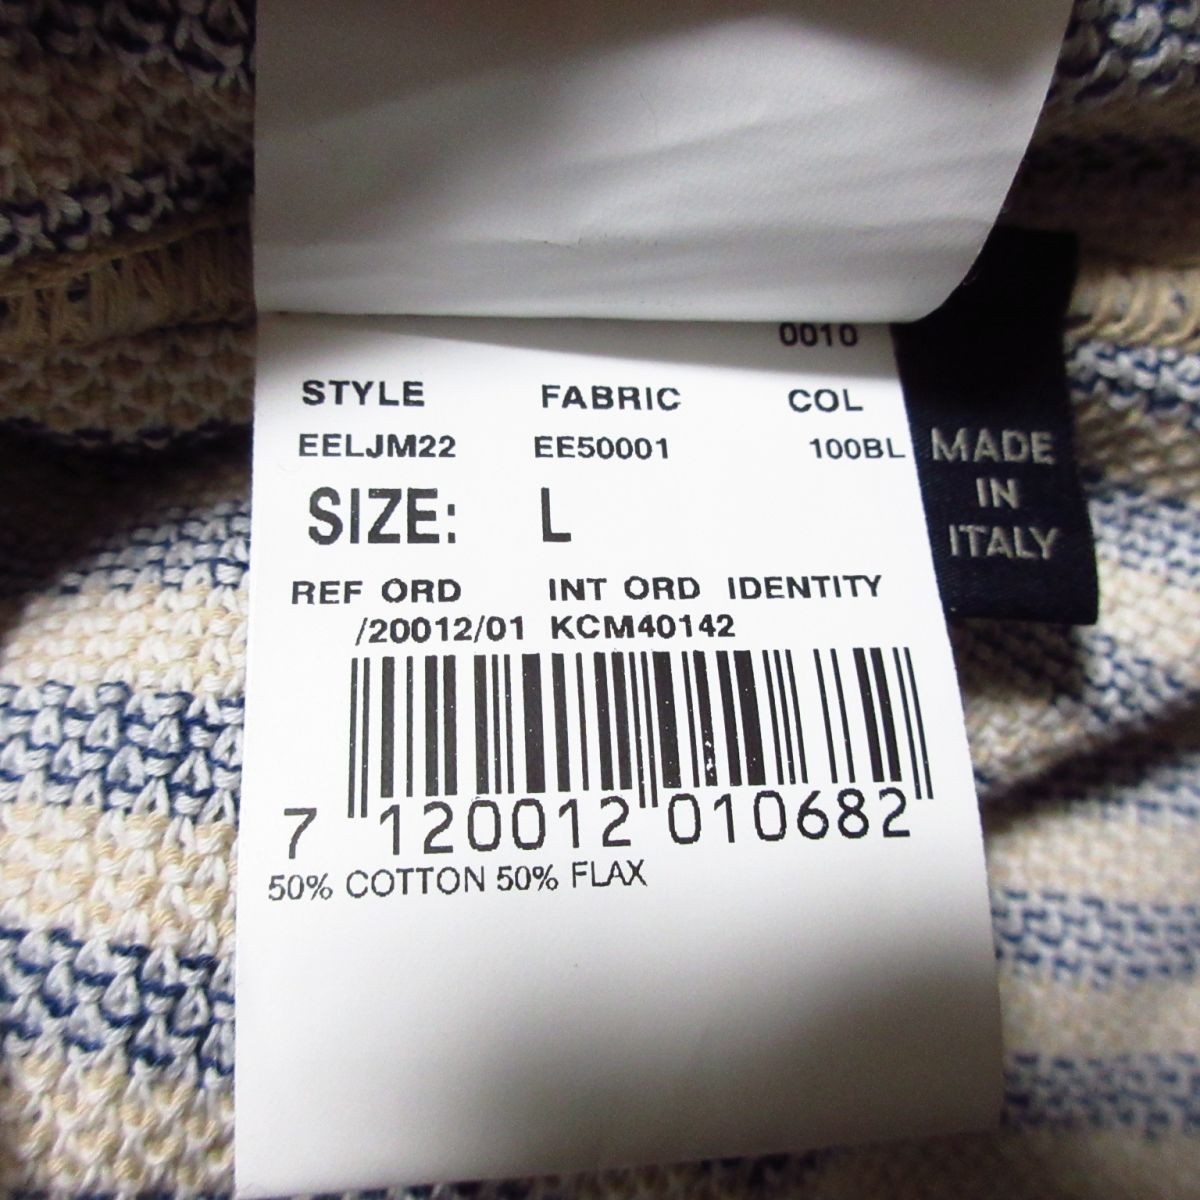 0010
STYLE FABRIC COL
EELJM22 EE50001 100BL
SIZE: L
REF ORD INT ORD IDENTITY
/20012/01 KCM40142
7 120012 010682
50% COTTON 50% FLAX
MADE
IN
ITALY